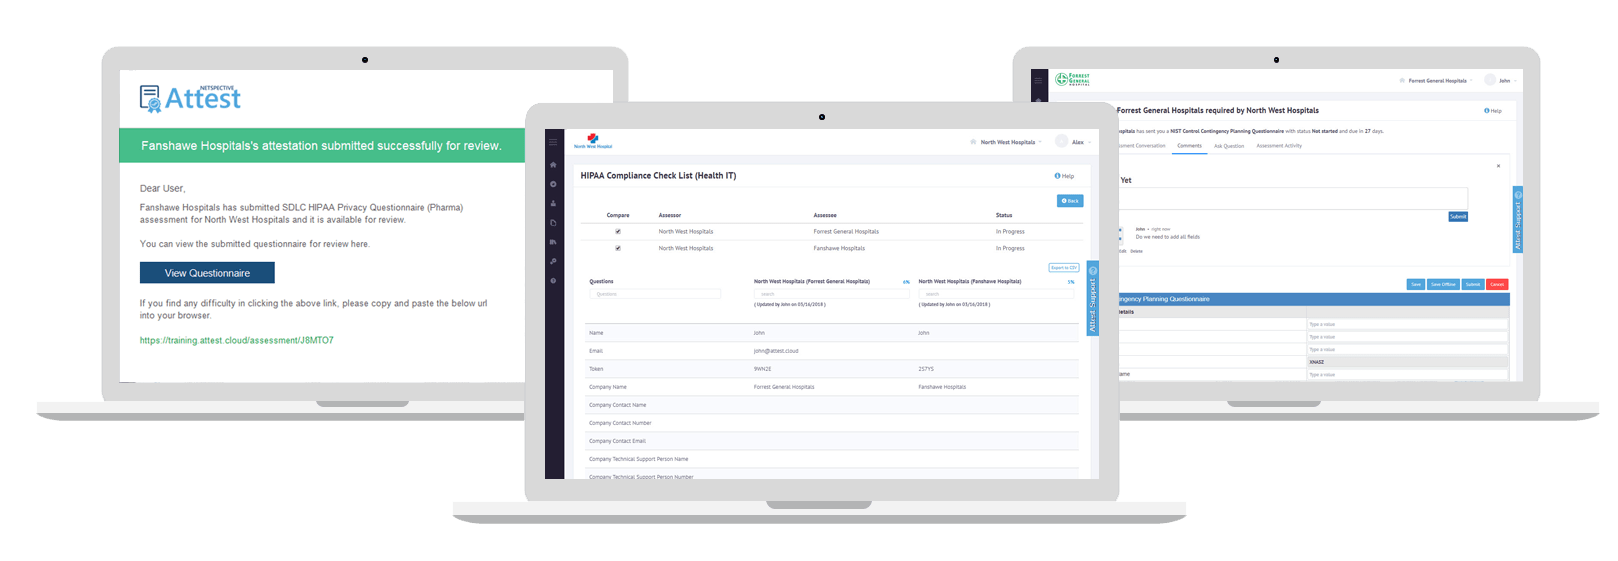 NETSPECTIVE
Attest
Fanshawe Hospitals's attestation submitted successfully for review.
Dear User,
Fanshawe Hospitals has submitted SDLC HIPAA Privacy Questionnaire (Pharma)
assessment for North West Hospitals and it is available for review.
You can view the submitted questionnaire for review here.
View Questionnaire
If you find any difficulty in clicking the above link, please copy and paste the below url
into your browser.
https://training.attest.cloud/assessment/J8MTO7
North West Hospital
North West Hospitals
Alex
HIPAA Compliance Check List (Health IT)
Help
Back
Compare Assessor Assessee Status
North West Hospitals Forrest General Hospitals In Progress
North West Hospitals Fanshawe Hospitals In Progress
Export to CSV
Questions North West Hospitals (Forrest General Hospitals) 6% North West Hospitals (Fanshawe Hospitals) 5%
Questions search search
( Updated by John on 03/16/2018 ) ( Updated by John on 03/16/2018 )
Name John John
Email john@attest.cloud
Token 9WN2E 2S7YS
Company Name Forrest General Hospitals Fanshawe Hospitals
Company Contact Name
Company Contact Number
Company Contact Email
Company Technical Support Person Name
Company Technical Support Person Number
Attest Support
FORREST
GENERAL
HOSPITAL
Forrest General Hospitals
John
Forrest General Hospitals required by North West Hospitals
Help
ospitals has sent you a NIST Control Contingency Planning Questionnaire with status Not started and due in 27 days.
ssment Conversation Comments Ask Question Assessment Activity
×
Yet
Submit
John • right now
Do we need to add all fields
Edit Delete
Attest Support
Save Save Offline Submit Cancel
ingency Planning Questionnaire
etails
Type a value
Type a value
Type a value
XNASZ
ame Type a value